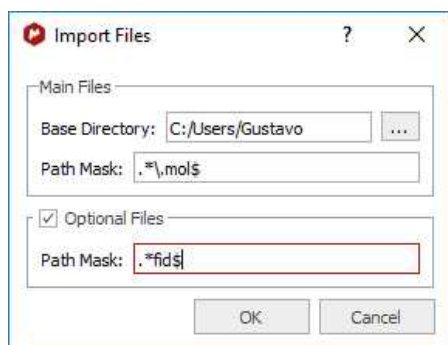 Import Files ?
Main Files
Base Directory: C:/Users/Gustavo ...
Path Mask: .*\.mol$
Optional Files
Path Mask: .*fid$
OK Cancel